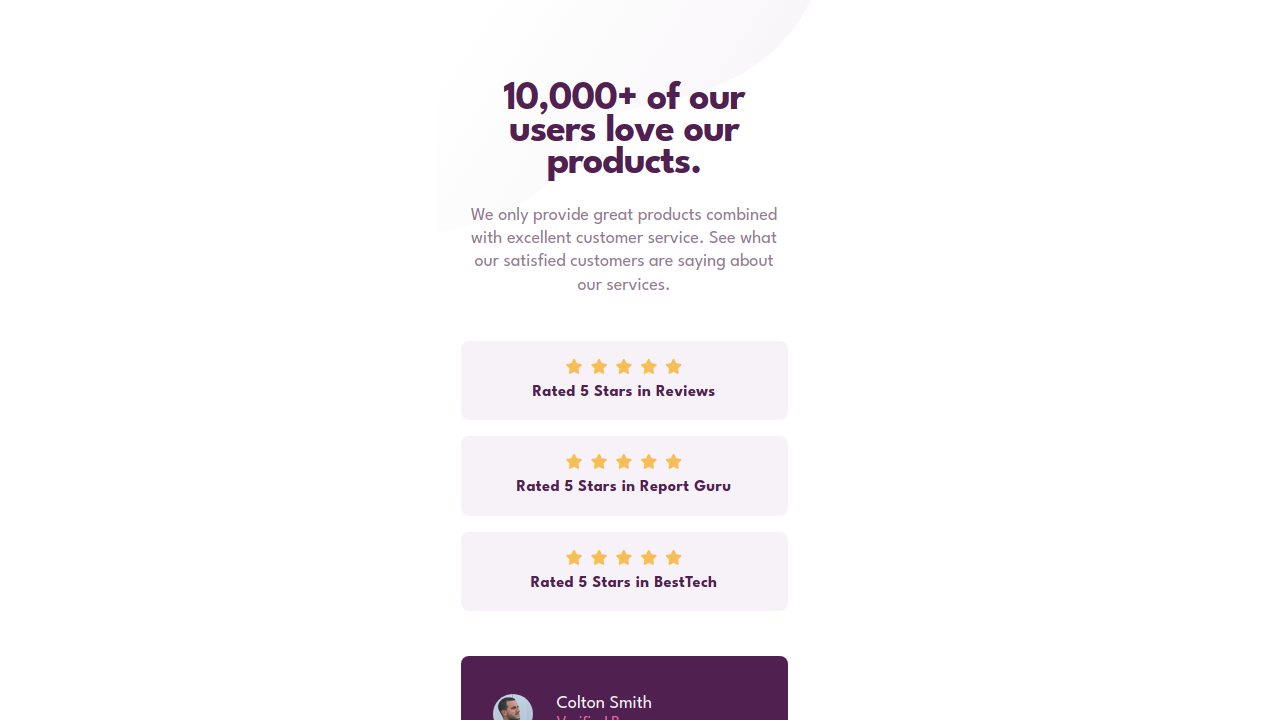 10,000+ of our
users love our
products.
We only provide great products combined
with excellent customer service. See what
our satisfied customers are saying about
our services.
Rated 5 Stars in Reviews
Rated 5 Stars in Report Guru
Rated 5 Stars in BestTech
Colton Smith